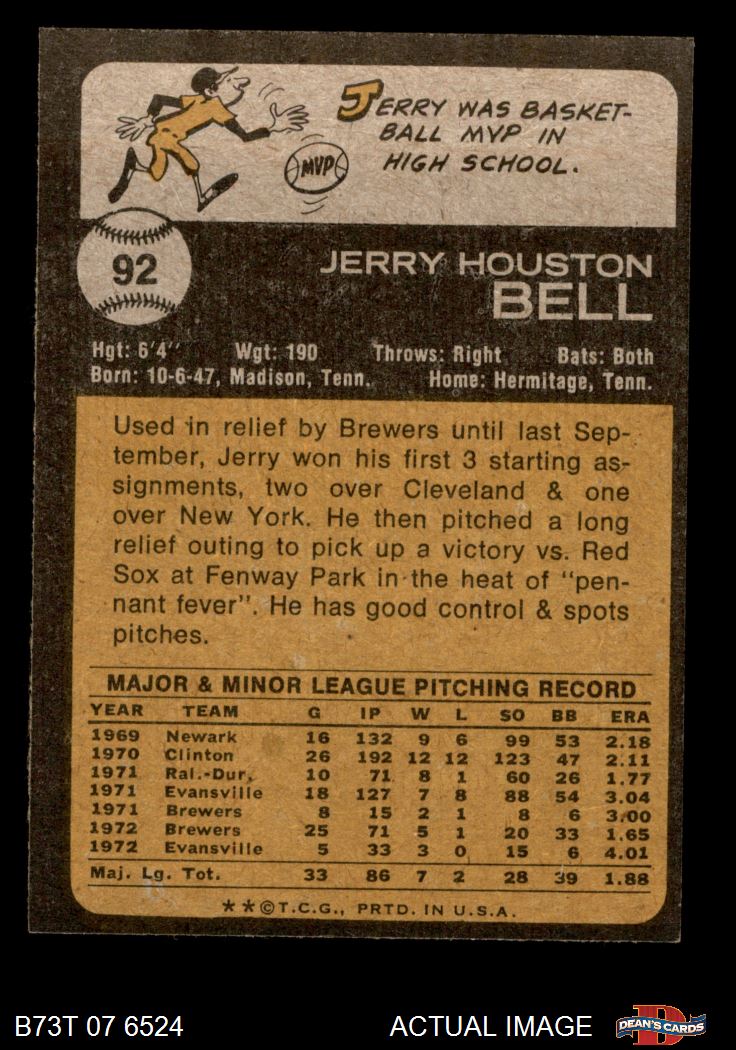 JERRY WAS BASKET-
BALL MVP IN
HIGH SCHOOL.
MVP
92
JERRY HOUSTON
BELL
Hgt: 6'4" Wgt: 190 Throws: Right Bats: Both
Born: 10-6-47, Madison, Tenn. Home: Hermitage, Tenn.
Used in relief by Brewers until last Sep-
tember, Jerry won his first 3 starting as-
signments, two over Cleveland & one
over New York. He then pitched a long
relief outing to pick up a victory vs. Red
Sox at Fenway Park in the heat of "pen-
nant fever". He has good control & spots
pitches.
MAJOR & MINOR LEAGUE PITCHING RECORD
YEAR TEAM G IP W L SO BB ERA
1969 Newark 16 132 9 6 99 53 2.18
1970 Clinton 26 192 12 12 123 47 2.11
1971 Ral.-Dur. 10 71 8 1 60 26 1.77
1971 Evansville 18 127 7 8 88 54 3.04
1971 Brewers 8 15 2 1 8 6 3.00
1972 Brewers 25 71 5 1 20 33 1.65
1972 Evansville 5 33 3 0 15 6 4.01
Maj. Lg. Tot. 33 86 7 2 28 39 1.88
**©T.C.G., PRTD. IN U.S.A.
B73T 07 6524 ACTUAL IMAGE DEAN'S CARDS